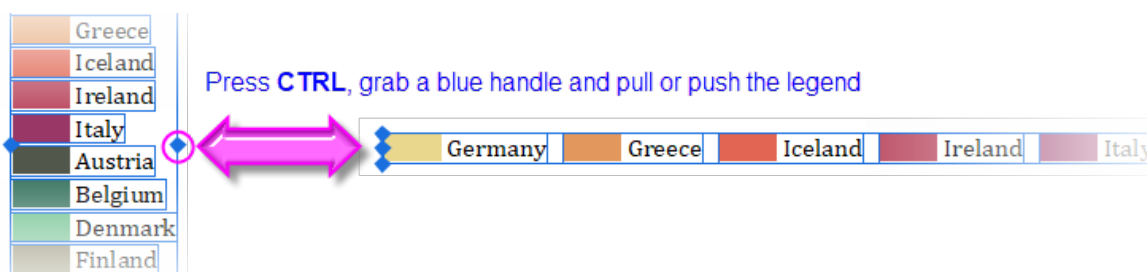 Greece
Iceland
Ireland
Italy
Austria
Belgium
Denmark
Finland
Press CTRL, grab a blue handle and pull or push the legend
Germany Greece Iceland Ireland Italy